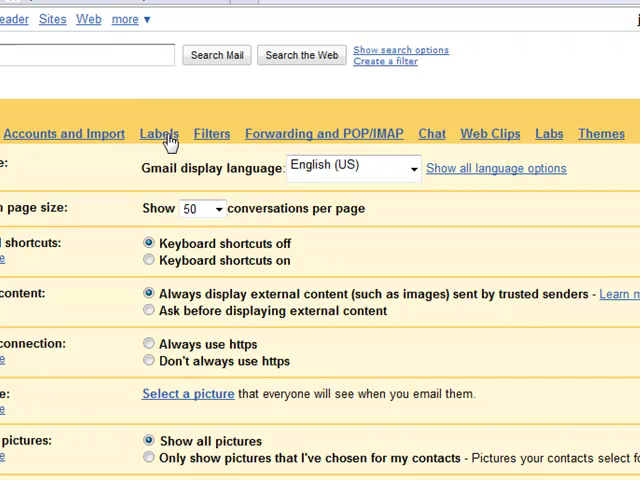 eader Sites Web more ▼
Search Mail Search the Web Show search options
Create a filter
Accounts and Import Labels Filters Forwarding and POP/IMAP Chat Web Clips Labs Themes
e: Gmail display language: English (US) Show all language options
page size: Show 50 conversations per page
shortcuts: Keyboard shortcuts off
e Keyboard shortcuts on
content: Always display external content (such as images) sent by trusted senders - Learn m
Ask before displaying external content
connection: Always use https
e Don't always use https
e: Select a picture that everyone will see when you email them.
e
pictures: Show all pictures
e Only show pictures that I've chosen for my contacts - Pictures your contacts select fo